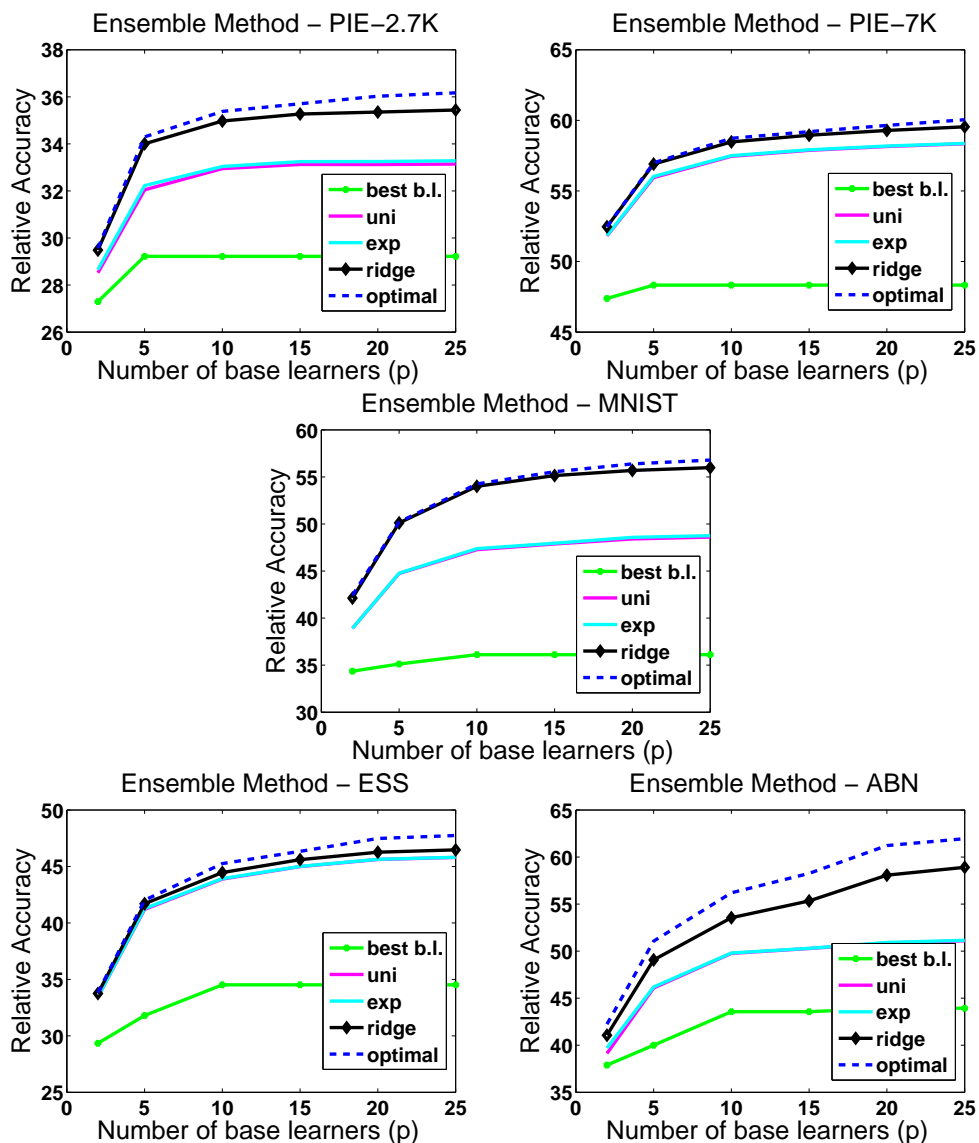 Ensemble Method − PIE−2.7K
38
36
34
32
30
28
26
0
5
10
15
20
25
Relative Accuracy
Number of base learners (p)
best b.l.
uni
exp
ridge
optimal
Ensemble Method − PIE−7K
65
60
55
50
45
0
5
10
15
20
25
Relative Accuracy
Number of base learners (p)
best b.l.
uni
exp
ridge
optimal
Ensemble Method − MNIST
60
55
50
45
40
35
30
0
5
10
15
20
25
Relative Accuracy
Number of base learners (p)
best b.l.
uni
exp
ridge
optimal
Ensemble Method − ESS
50
45
40
35
30
25
0
5
10
15
20
25
Relative Accuracy
Number of base learners (p)
best b.l.
uni
exp
ridge
optimal
Ensemble Method − ABN
65
60
55
50
45
40
35
0
5
10
15
20
25
Relative Accuracy
Number of base learners (p)
best b.l.
uni
exp
ridge
optimal